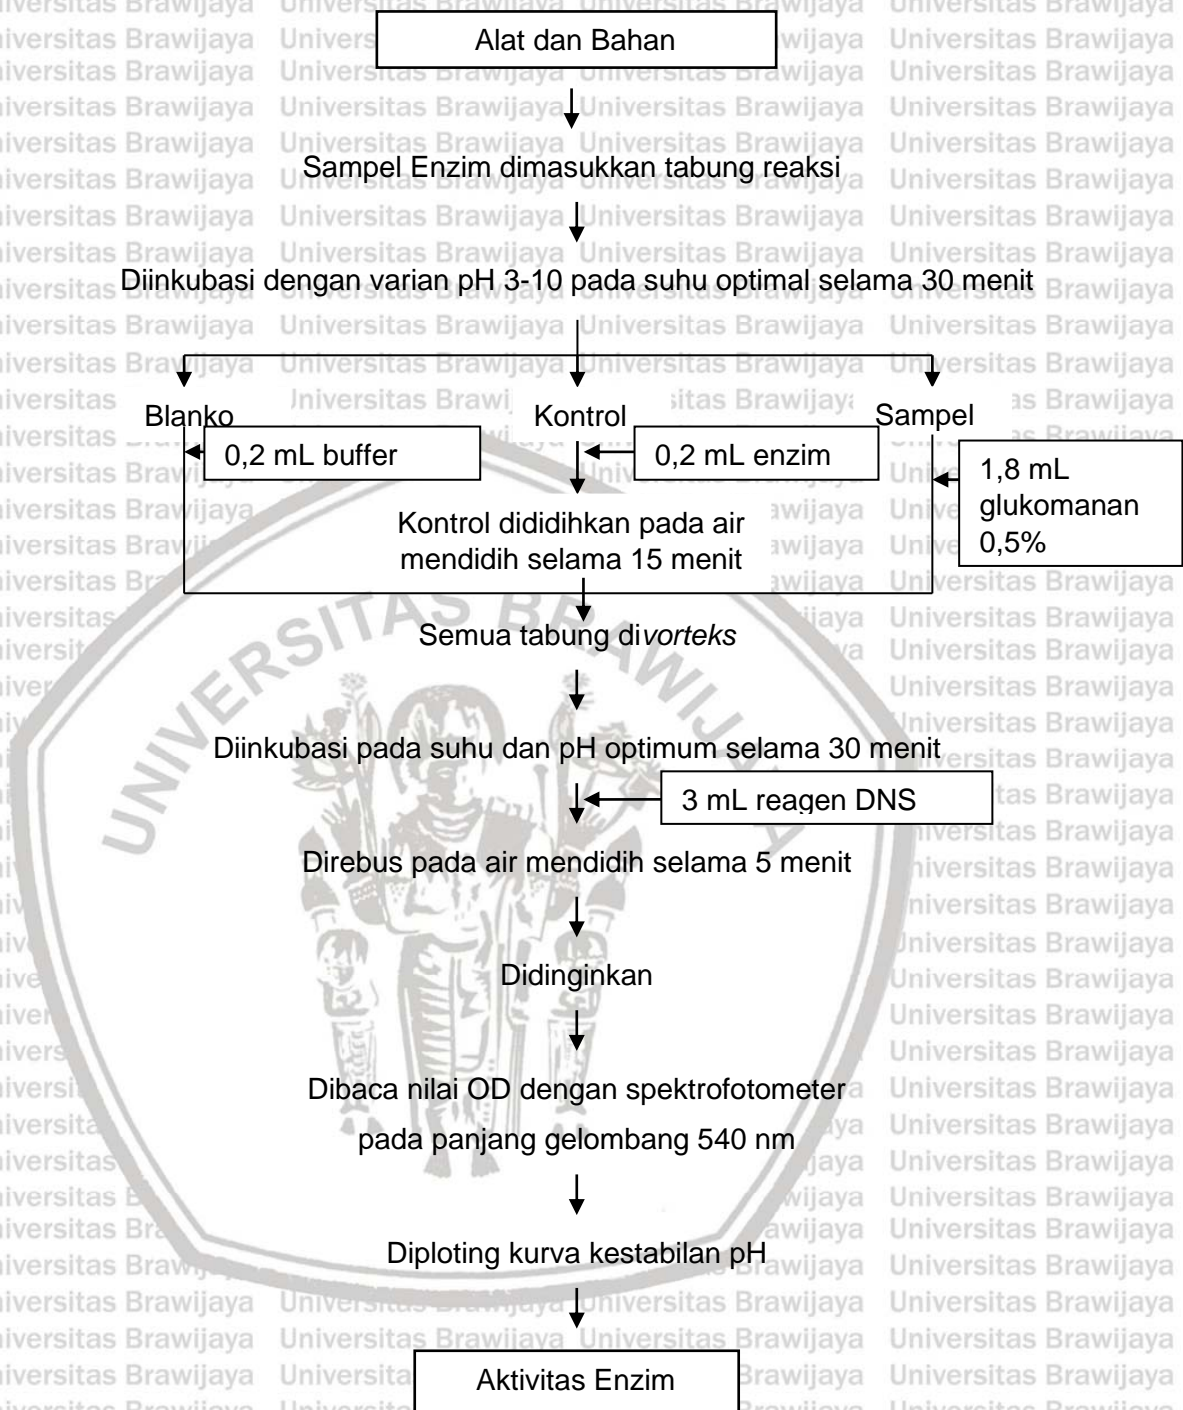 Alat dan Bahan
Sampel Enzim dimasukkan tabung reaksi
Diinkubasi dengan varian pH 3-10 pada suhu optimal selama 30 menit
Blanko
Kontrol
Sampel
0,2 mL buffer
0,2 mL enzim
1,8 mL
glukomanan
0,5%
Kontrol dididihkan pada air
mendidih selama 15 menit
Semua tabung divorteks
Diinkubasi pada suhu dan pH optimum selama 30 menit
3 mL reagen DNS
Direbus pada air mendidih selama 5 menit
Didinginkan
Dibaca nilai OD dengan spektrofotometer
pada panjang gelombang 540 nm
Diploting kurva kestabilan pH
Aktivitas Enzim
UNIVERSITAS BRAWIJAYA